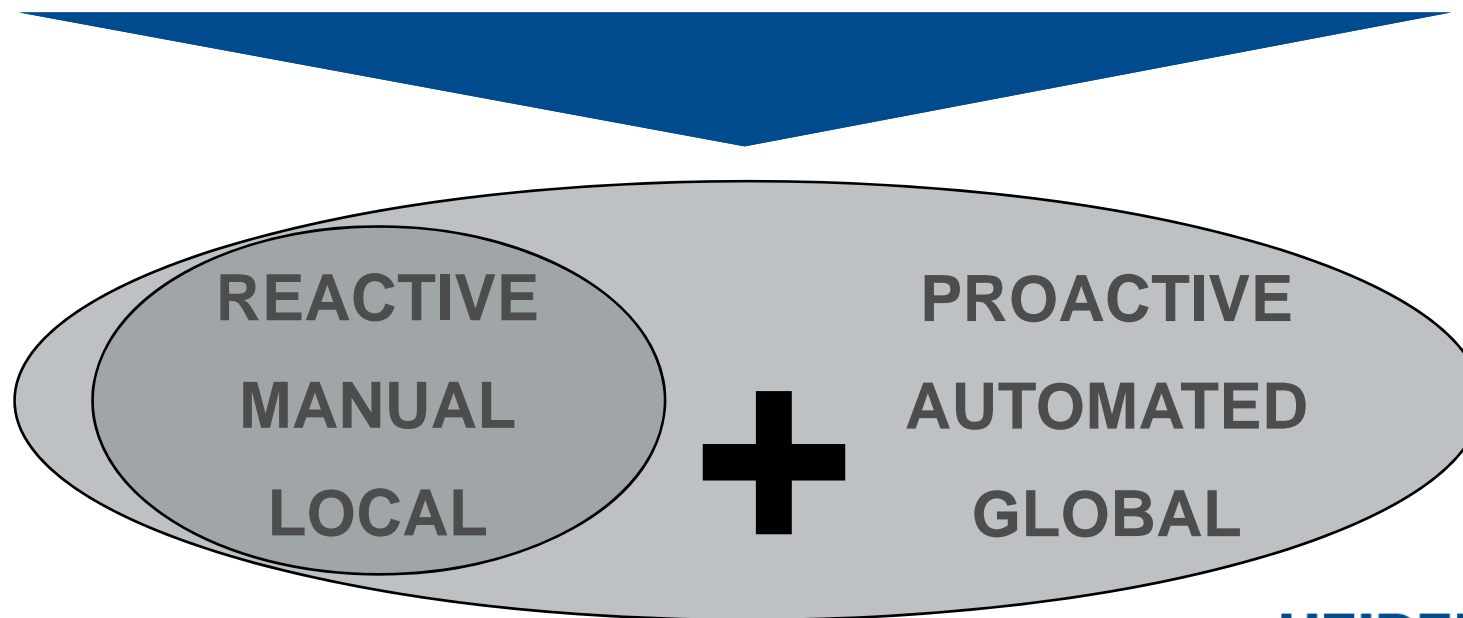 REACTIVE
MANUAL
LOCAL
+
PROACTIVE
AUTOMATED
GLOBAL